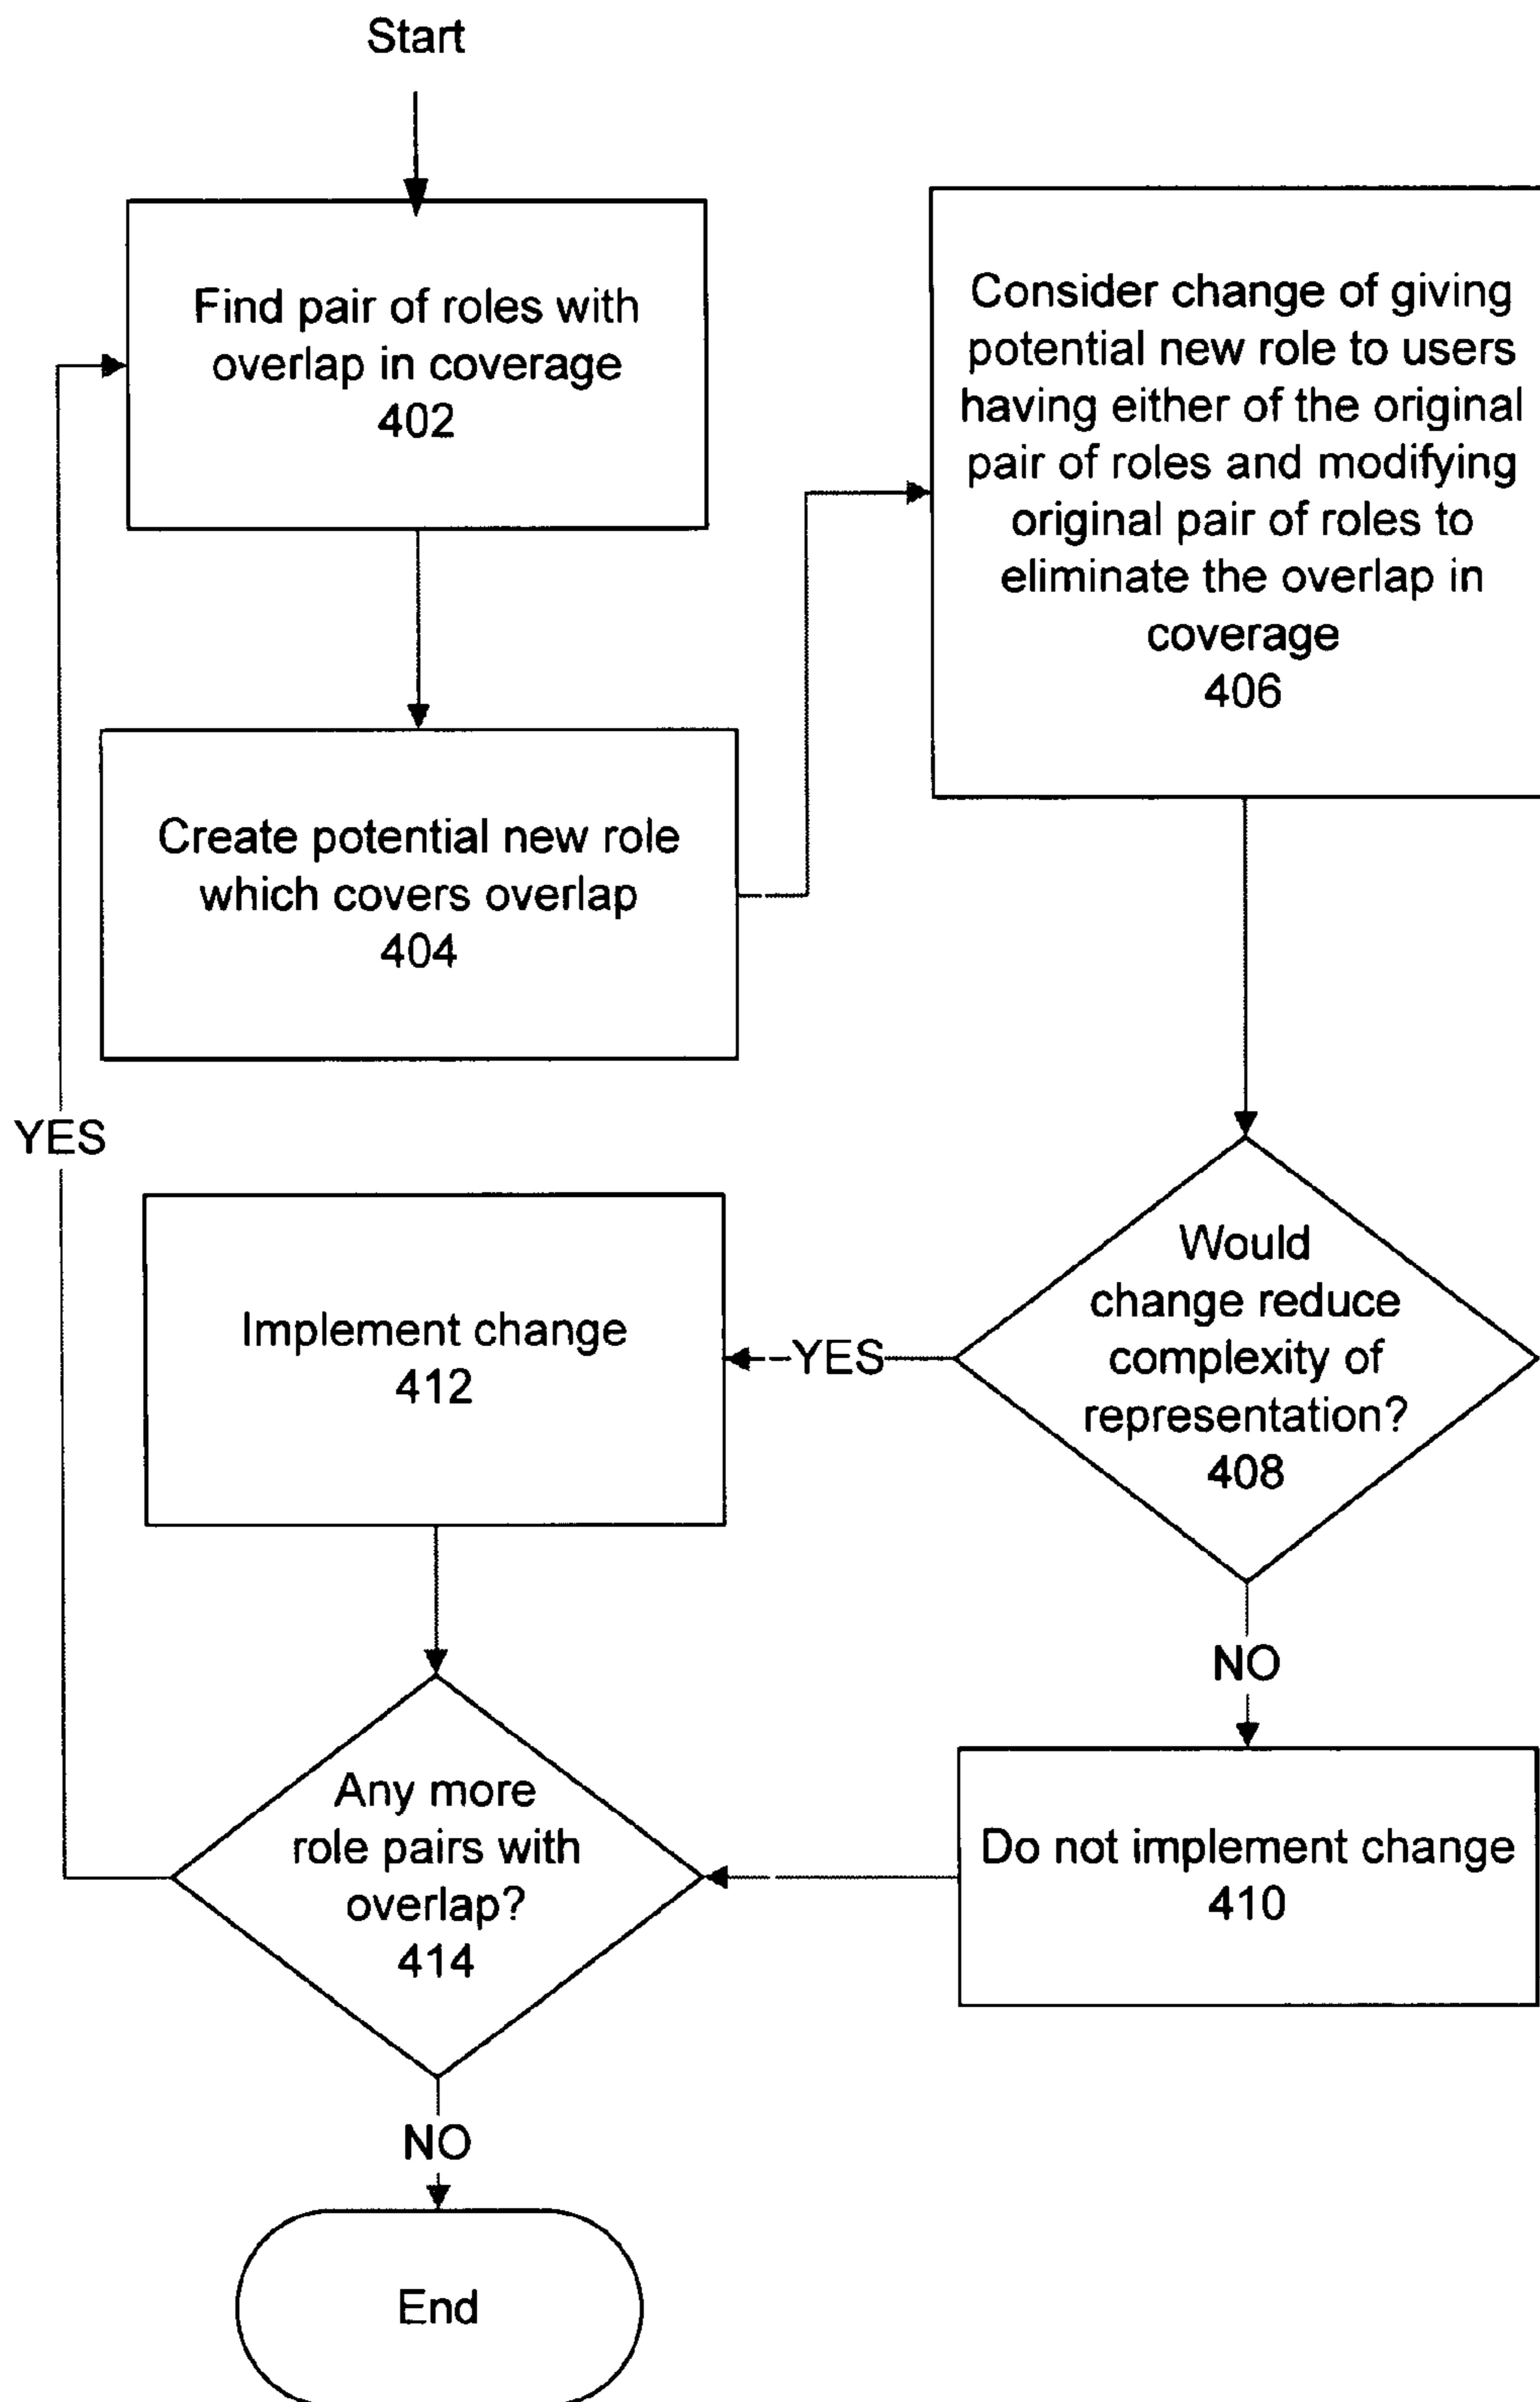 Start
Find pair of roles with
overlap in coverage
402
Create potential new role
which covers overlap
404
Consider change of giving
potential new role to users
having either of the original
pair of roles and modifying
original pair of roles to
eliminate the overlap in
coverage
406
Would
change reduce
complexity of
representation?
408
YES
Implement change
412
NO
Do not implement change
410
Any more
role pairs with
overlap?
414
YES
NO
End